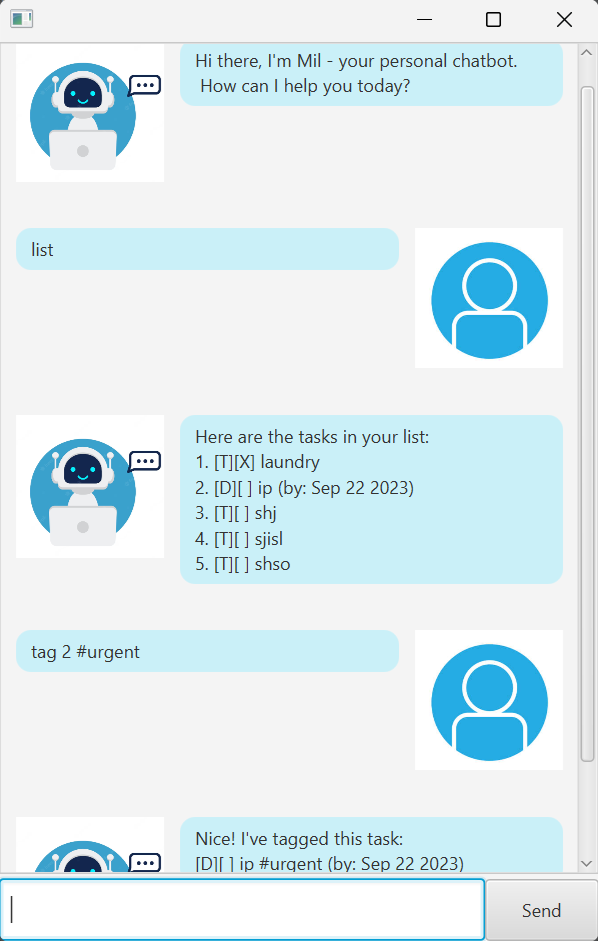 Hi there, I'm Mil - your personal chatbot.
How can I help you today?
list
Here are the tasks in your list:
1. [T][X] laundry
2. [D][ ] ip (by: Sep 22 2023)
3. [T][ ] shj
4. [T][ ] sjisl
5. [T][ ] shso
tag 2 #urgent
Nice! I've tagged this task:
[D][ ] ip #urgent (by: Sep 22 2023)
Send